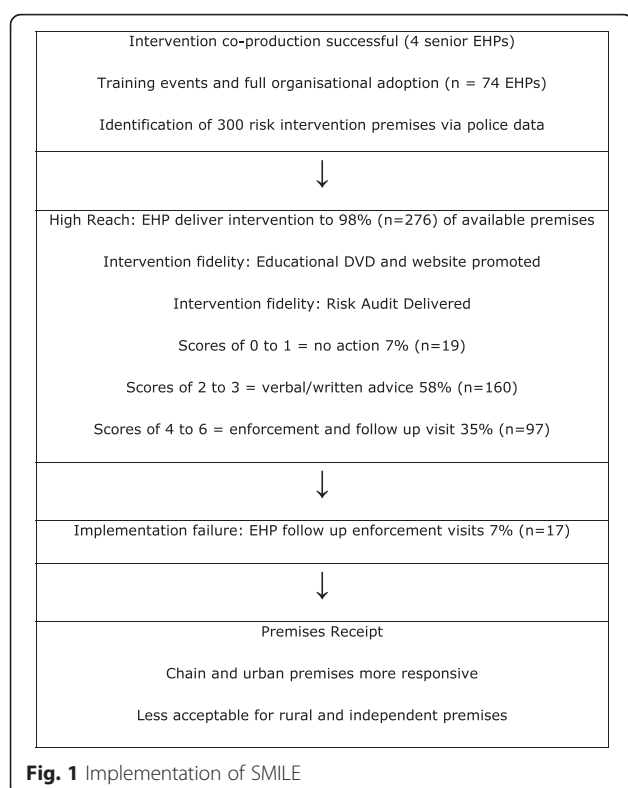 Intervention co-production successful (4 senior EHPs)
Training events and full organisational adoption (n = 74 EHPs)
Identification of 300 risk intervention premises via police data
↓
High Reach: EHP deliver intervention to 98% (n=276) of available premises
Intervention fidelity: Educational DVD and website promoted
Intervention fidelity: Risk Audit Delivered
Scores of 0 to 1 = no action 7% (n=19)
Scores of 2 to 3 = verbal/written advice 58% (n=160)
Scores of 4 to 6 = enforcement and follow up visit 35% (n=97)
↓
Implementation failure: EHP follow up enforcement visits 7% (n=17)
↓
Premises Receipt
Chain and urban premises more responsive
Less acceptable for rural and independent premises
Fig. 1 Implementation of SMILE